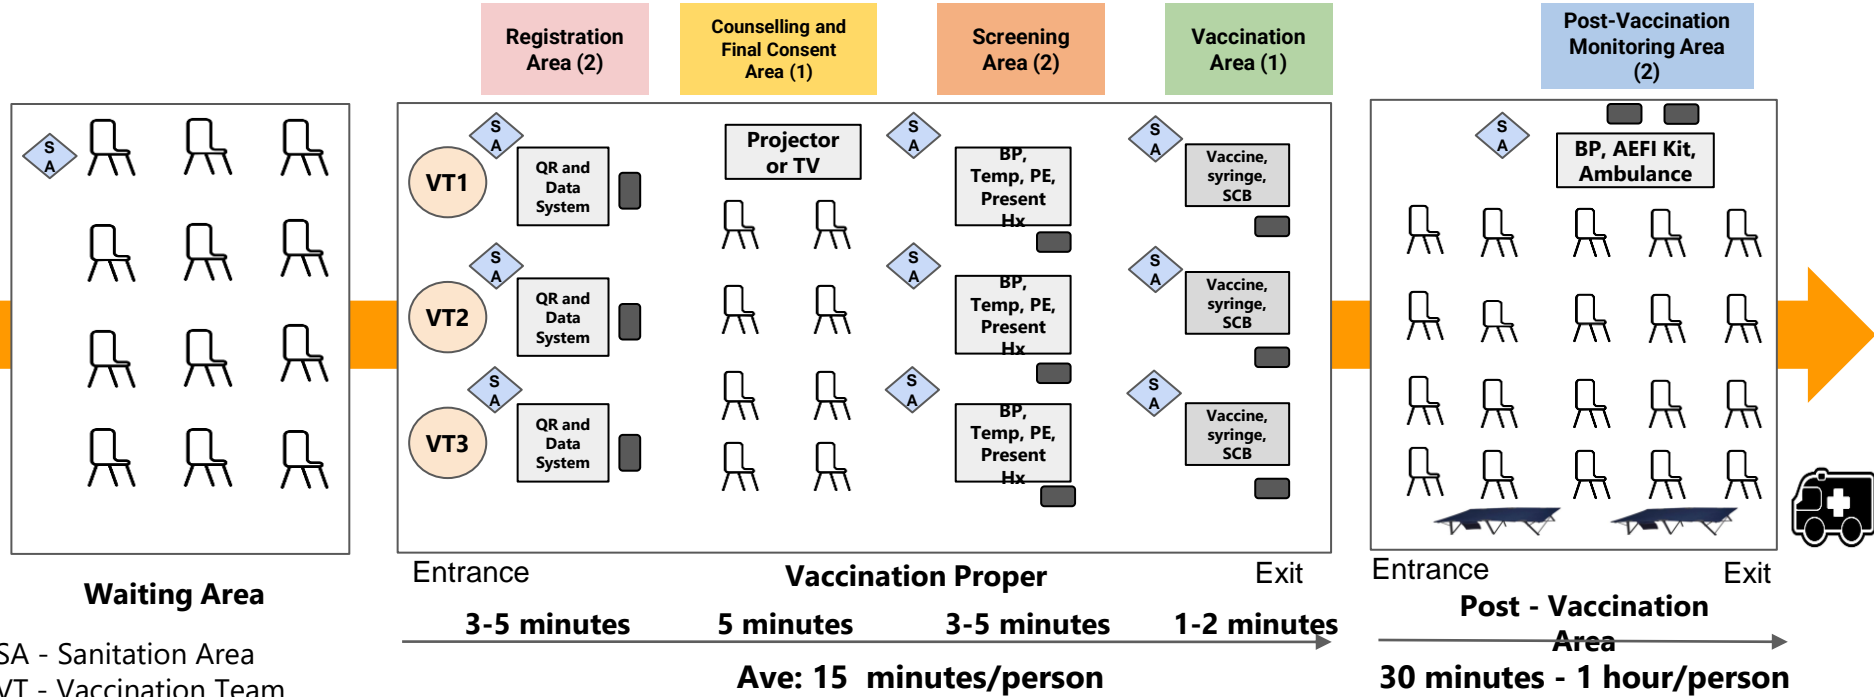 Registration
Area (2)
Counselling and
Final Consent
Area (1)
Screening
Area (2)
Vaccination
Area (1)
Post-Vaccination
Monitoring Area
(2)
S
A
S
A
VT1
QR and
Data
System
Projector
or TV
S
A
BP,
Temp, PE,
Present
Hx
S
A
Vaccine,
syringe,
SCB
S
A
BP, AEFI Kit,
Ambulance
S
A
VT2
QR and
Data
System
S
A
BP,
Temp, PE,
Present
Hx
S
A
Vaccine,
syringe,
SCB
S
A
VT3
QR and
Data
System
S
A
BP,
Temp, PE,
Present
Hx
S
A
Vaccine,
syringe,
SCB
Waiting Area
Entrance
Vaccination Proper
Exit
Entrance
Exit
3-5 minutes
5 minutes
3-5 minutes
1-2 minutes
Ave: 15 minutes/person
Post - Vaccination
Area
30 minutes - 1 hour/person
SA - Sanitation Area
VT - Vaccination Team